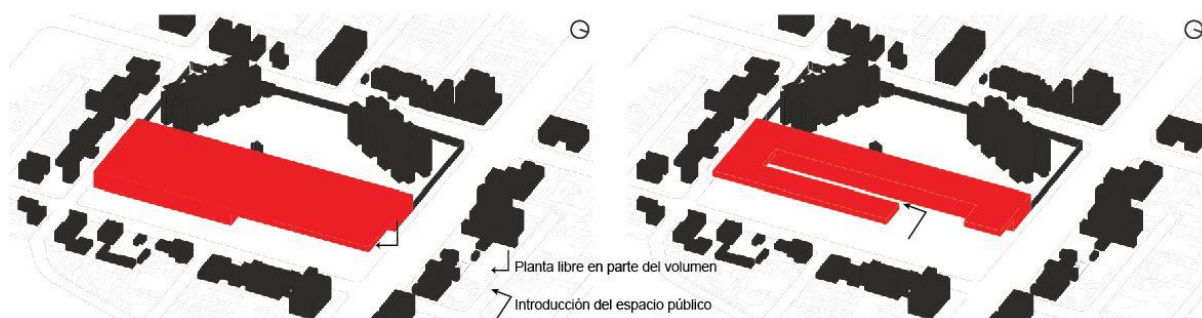 Planta libre en parte del volumen
Introducción del espacio público